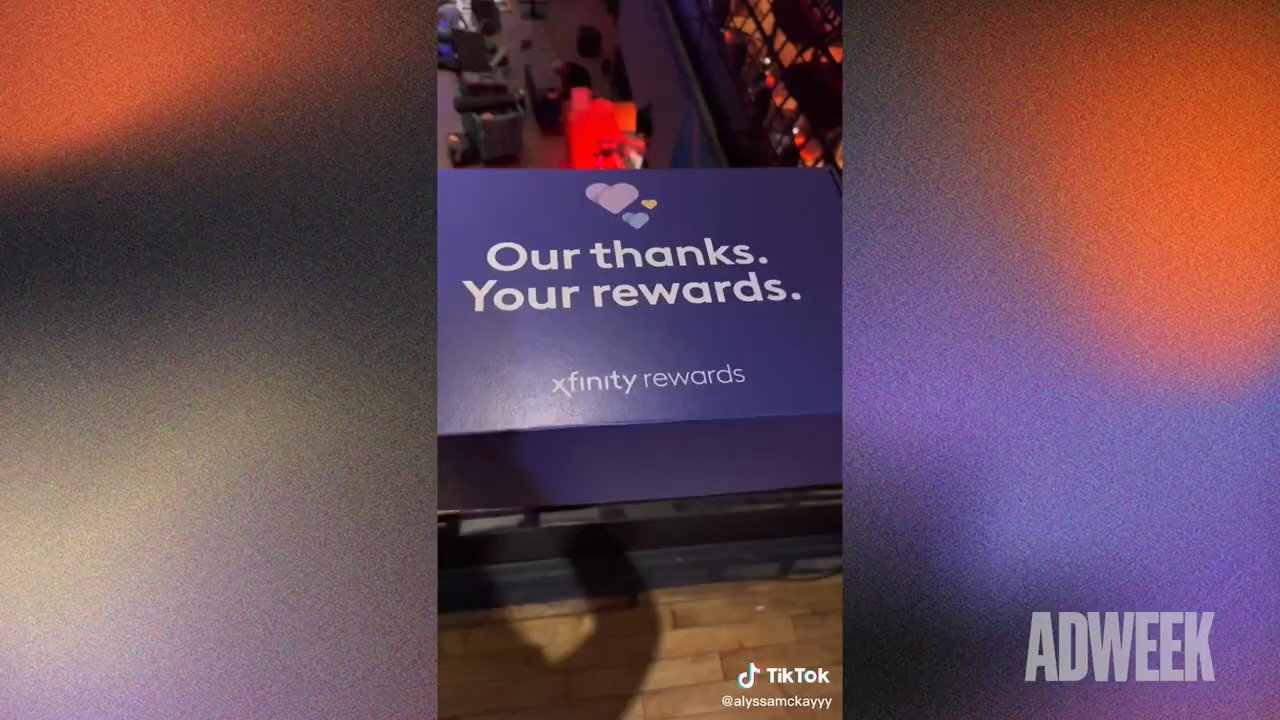 Our thanks.
Your rewards.
xfinity rewards
TikTok
@alyssamckayyy
ADWEEK